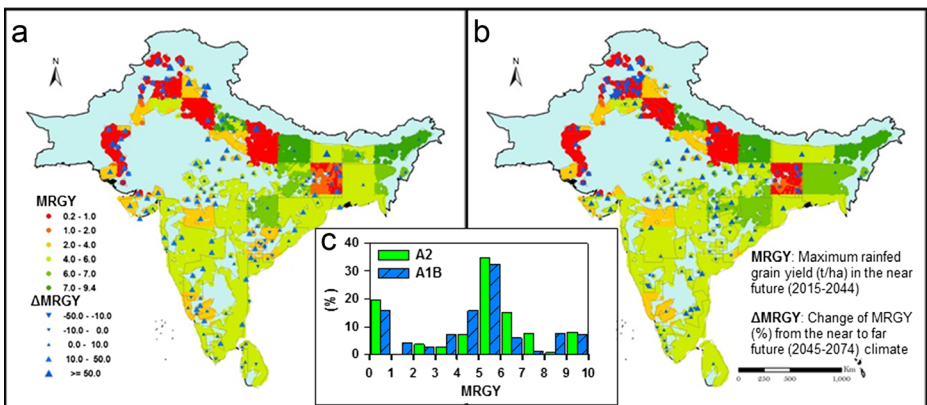 a
N
MRGY
0.2 - 1.0
1.0 - 2.0
2.0 - 4.0
4.0 - 6.0
6.0 - 7.0
7.0 - 9.4
ΔMRGY
-50.0 - -10.0
-10.0 - 0.0
0.0 - 10.0
10.0 - 50.0
>= 50.0
b
N
MRGY: Maximum rainfed
grain yield (t/ha) in the near
future (2015-2044)
ΔMRGY: Change of MRGY
(%) from the near to far
future (2045-2074) climate
Km
0 250 500 1,000
c
A2
A1B
(%)
40
30
20
10
0
0 1 2 3 4 5 6 7 8 9 10
MRGY